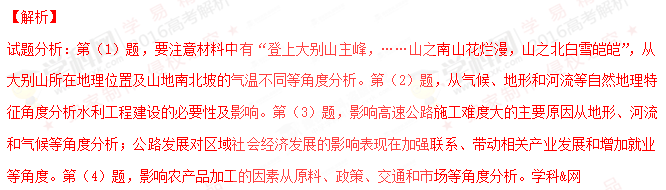 【解析】
试题分析：第（1）题，要注意材料中有“登上大别山主峰，……山之南山花烂漫，山之北白雪皑皑”，从
大别山所在地理位置及山地南北坡的气温不同等角度分析。第（2）题，从气候、地形和河流等自然地理特
征角度分析水利工程建设的必要性及影响。第（3）题，影响高速公路施工难度大的主要原因从地形、河流
和气候等角度分析；公路发展对区域社会经济发展的影响表现在加强联系、带动相关产业发展和增加就业
等角度。第（4）题，影响农产品加工的因素从原料、政策、交通和市场等角度分析。学科&网